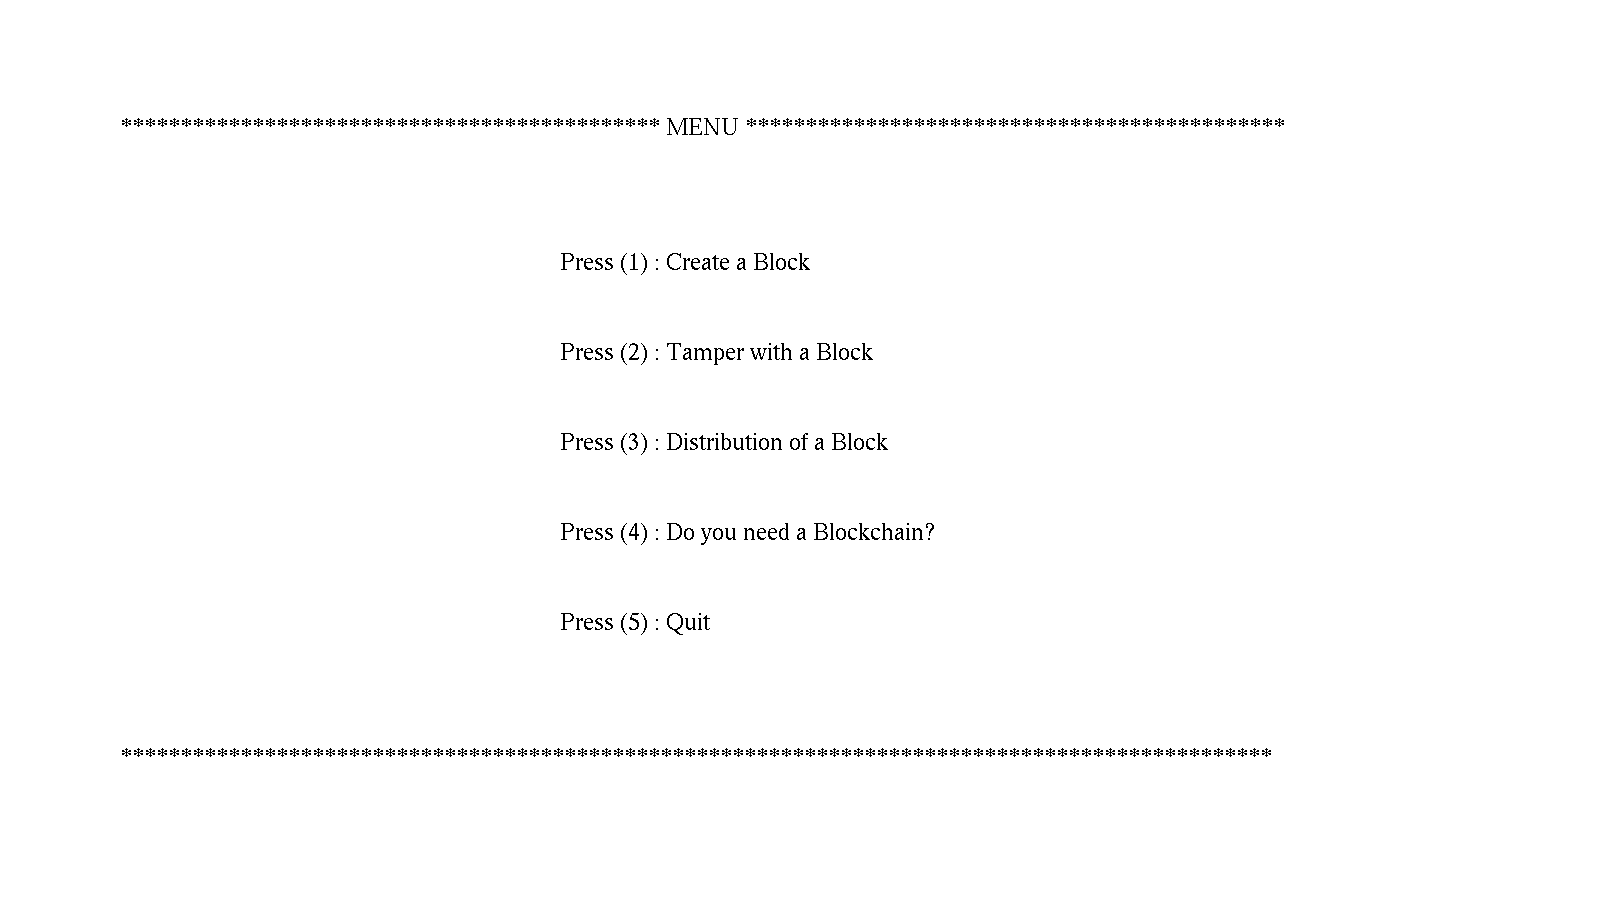 ********************************************* MENU *********************************************
Press (1) : Create a Block
Press (2) : Tamper with a Block
Press (3) : Distribution of a Block
Press (4) : Do you need a Blockchain?
Press (5) : Quit
************************************************************************************************